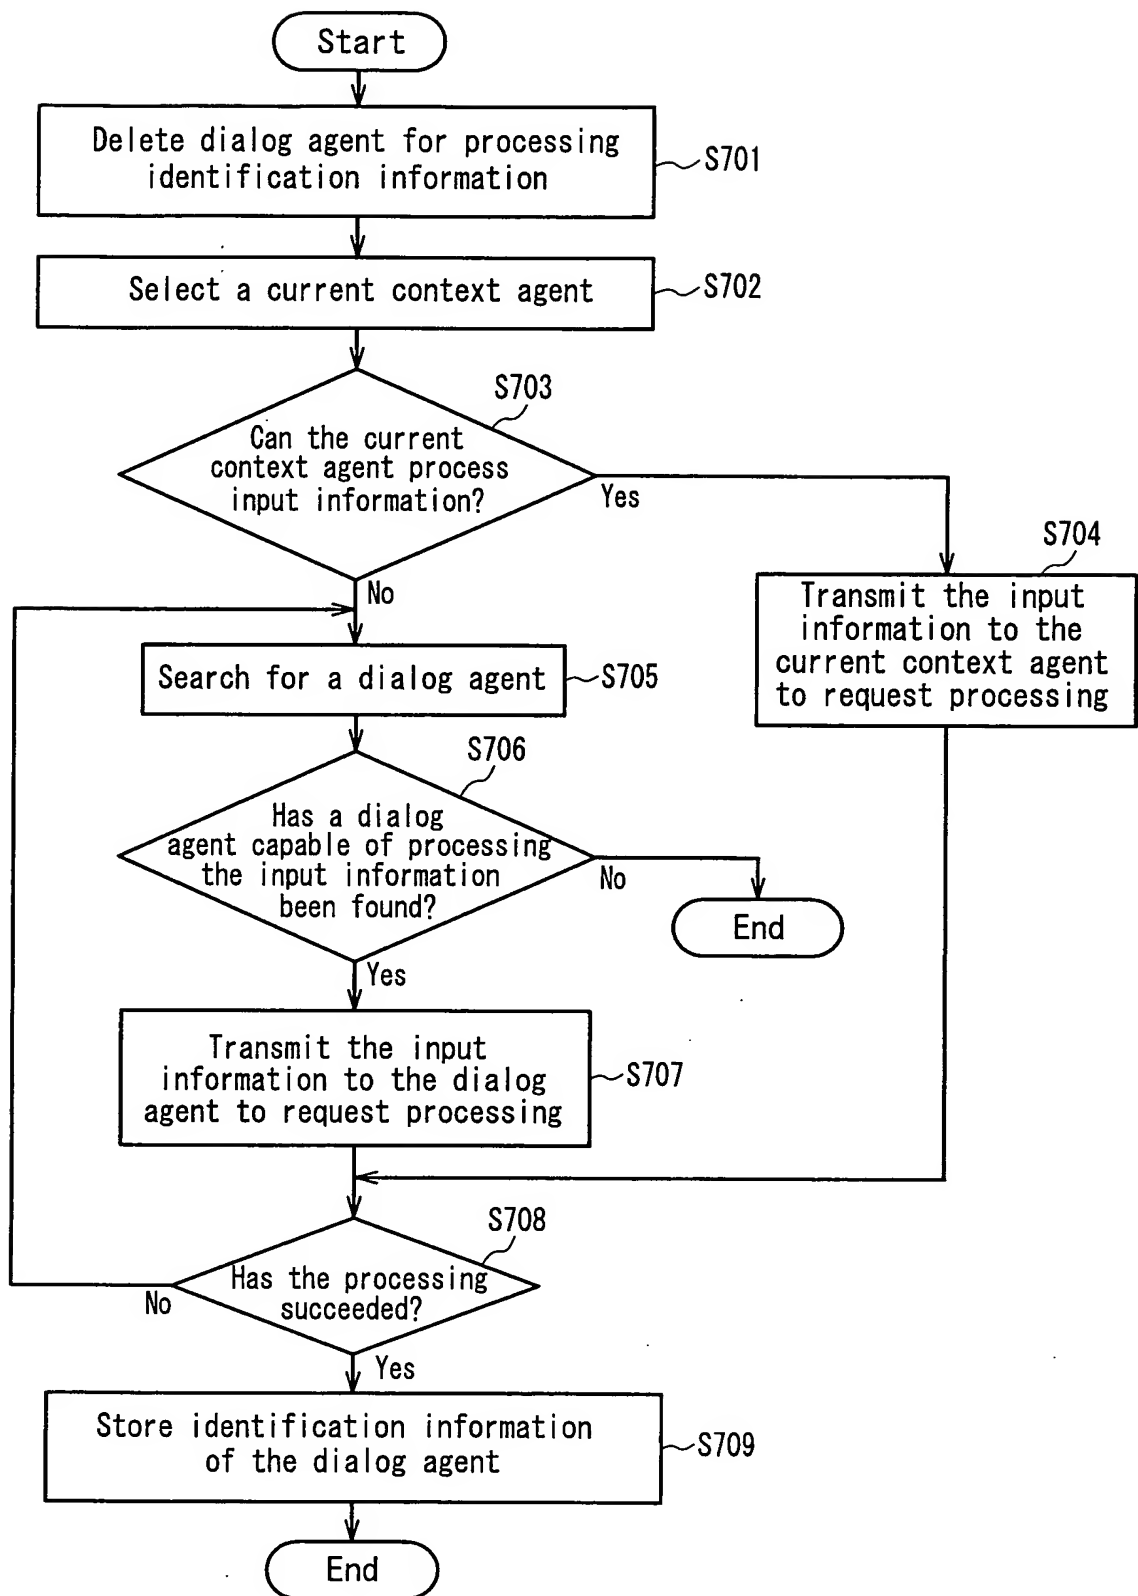 Start
Delete dialog agent for processing
identification information
S701
Select a current context agent
S702
S703
Can the current
context agent process
input information?
Yes
No
S704
Transmit the input
information to the
current context agent
to request processing
Search for a dialog agent
S705
S706
Has a dialog
agent capable of processing
the input information
been found?
No
End
Yes
Transmit the input
information to the dialog
agent to request processing
S707
S708
Has the processing
succeeded?
No
Yes
Store identification information
of the dialog agent
S709
End